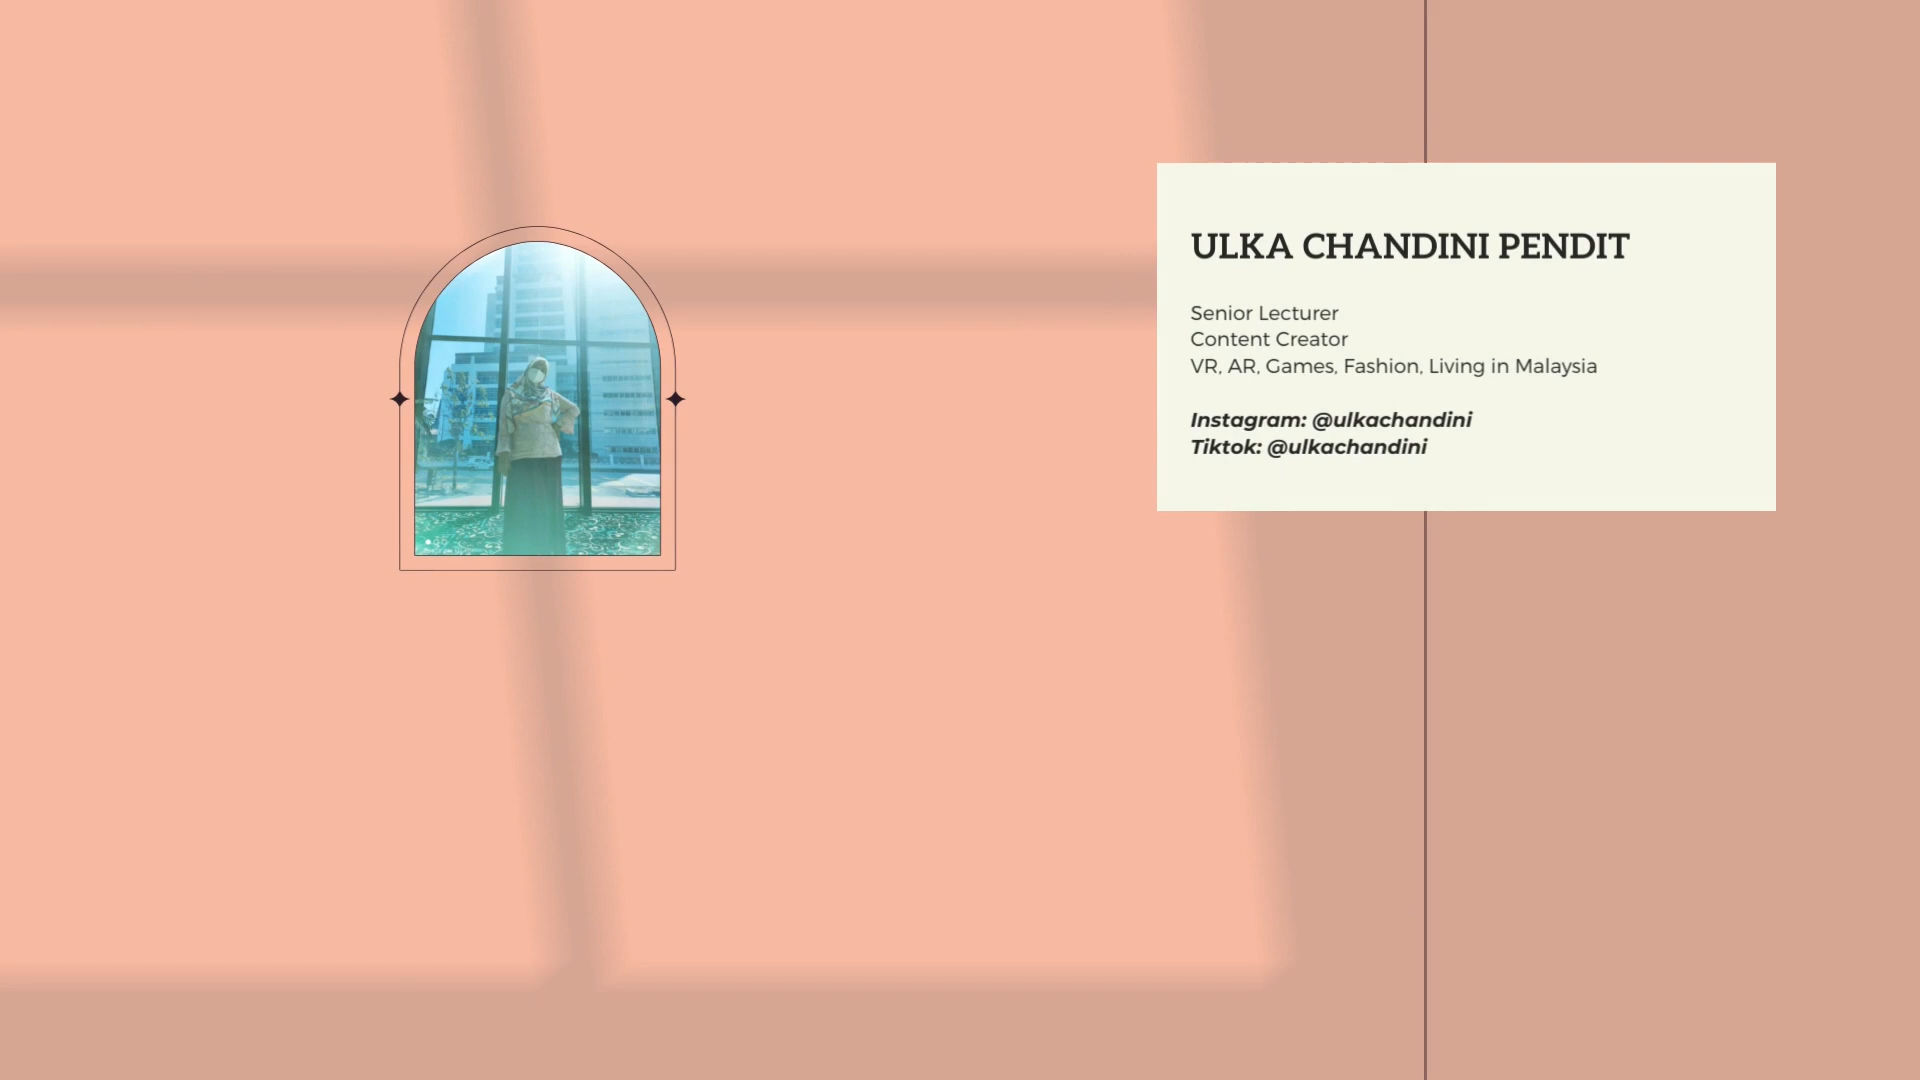 ULKA CHANDINI PENDIT
Senior Lecturer
Content Creator
VR, AR, Games, Fashion, Living in Malaysia
Instagram: @ulkachandini
Tiktok: @ulkachandini